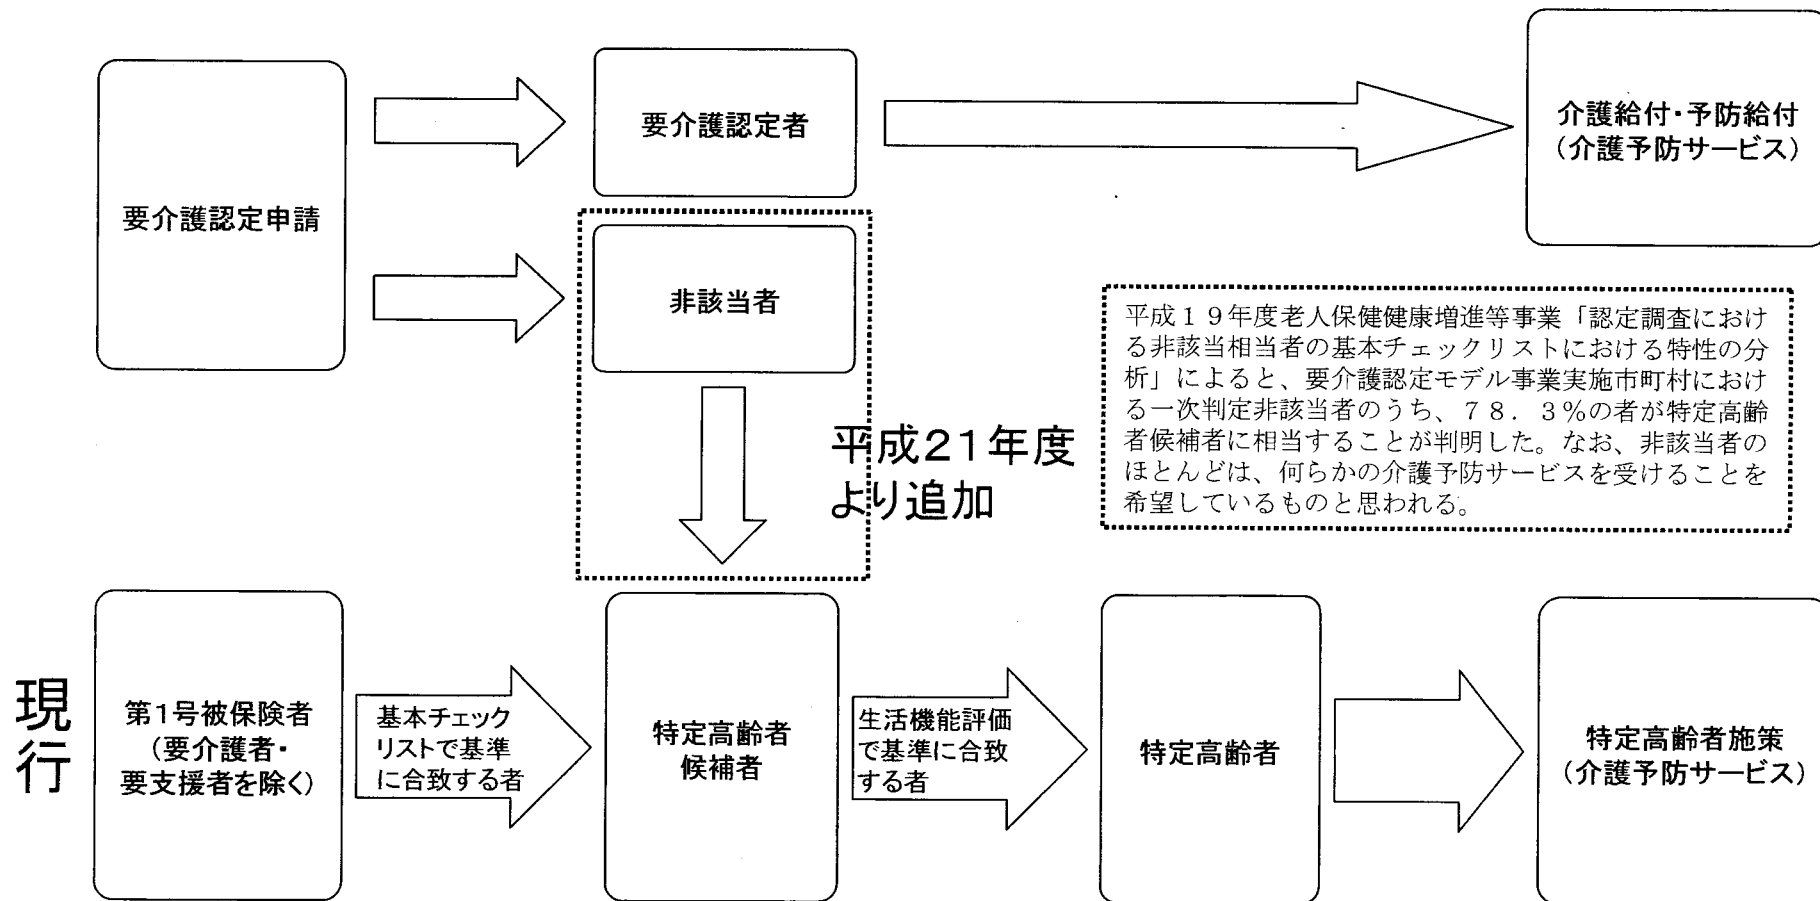 要介護認定申請
要介護認定者
介護給付・予防給付
（介護予防サービス）
非該当者
平成21年度
より追加
平成１９年度老人保健健康増進等事業「認定調査におけ
る非該当相当者の基本チェックリストにおける特性の分
析」によると、要介護認定モデル事業実施市町村におけ
る一次判定非該当者のうち、７８．３％の者が特定高齢
者候補者に相当することが判明した。なお、非該当者の
ほとんどは、何らかの介護予防サービスを受けることを
希望しているものと思われる。
現行
第1号被保険者
（要介護者・
要支援者を除く）
基本チェック
リストで基準
に合致する者
特定高齢者
候補者
生活機能評価
で基準に合致
する者
特定高齢者
特定高齢者施策
（介護予防サービス）